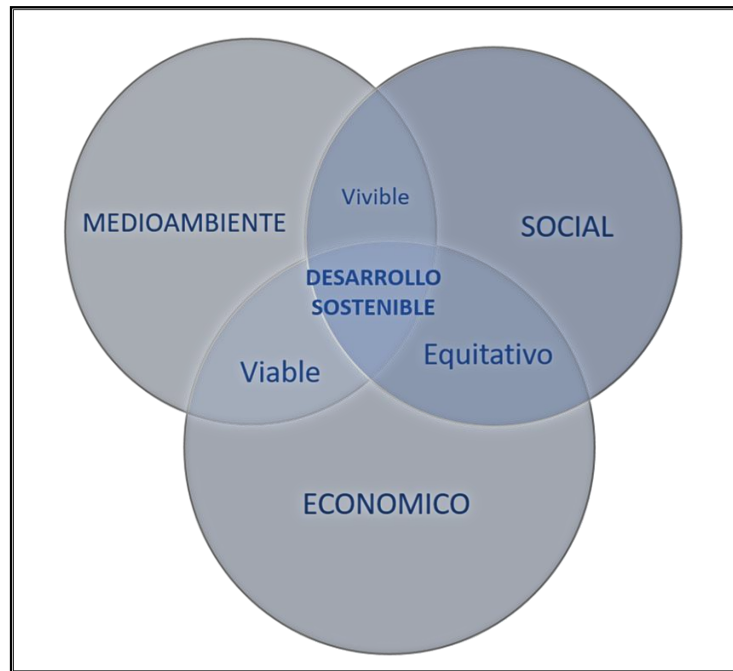 Vivible
MEDIOAMBIENTE
SOCIAL
DESARROLLO
SOSTENIBLE
Viable
Equitativo
ECONOMICO